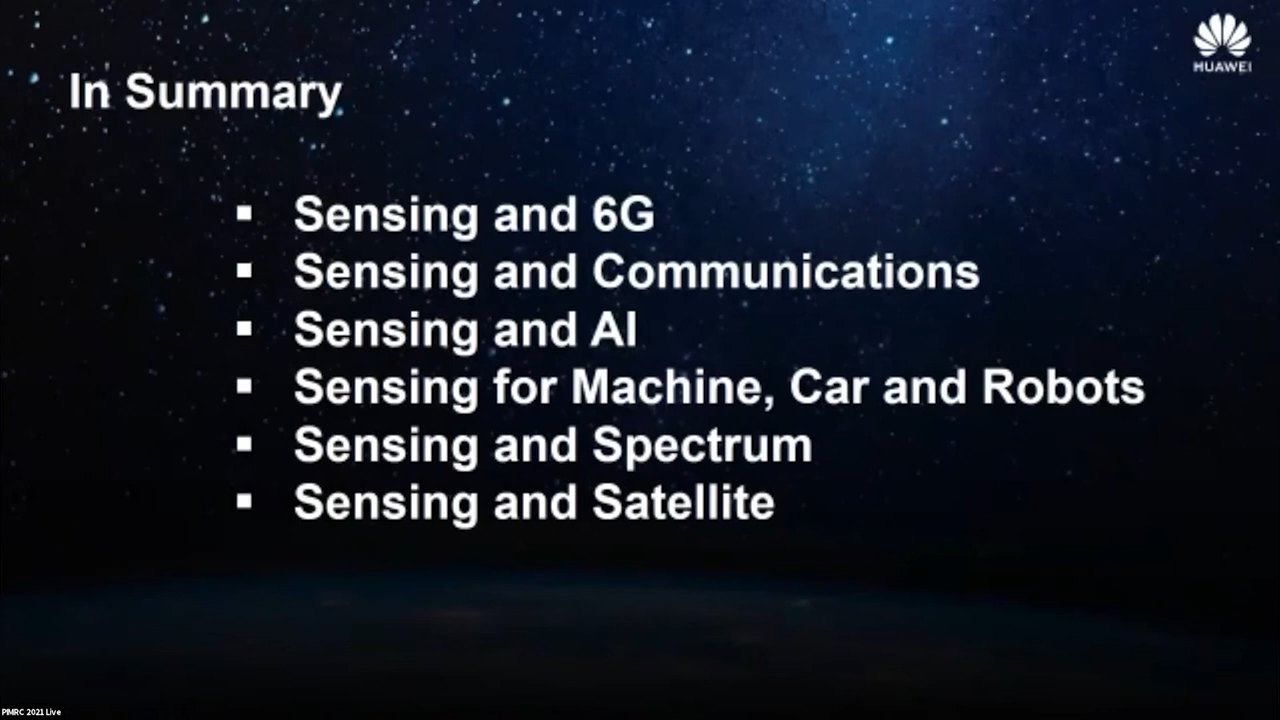 HUAWEI
In Summary
▪ Sensing and 6G
▪ Sensing and Communications
▪ Sensing and AI
▪ Sensing for Machine, Car and Robots
▪ Sensing and Spectrum
▪ Sensing and Satellite
PIMRC 2021 Live